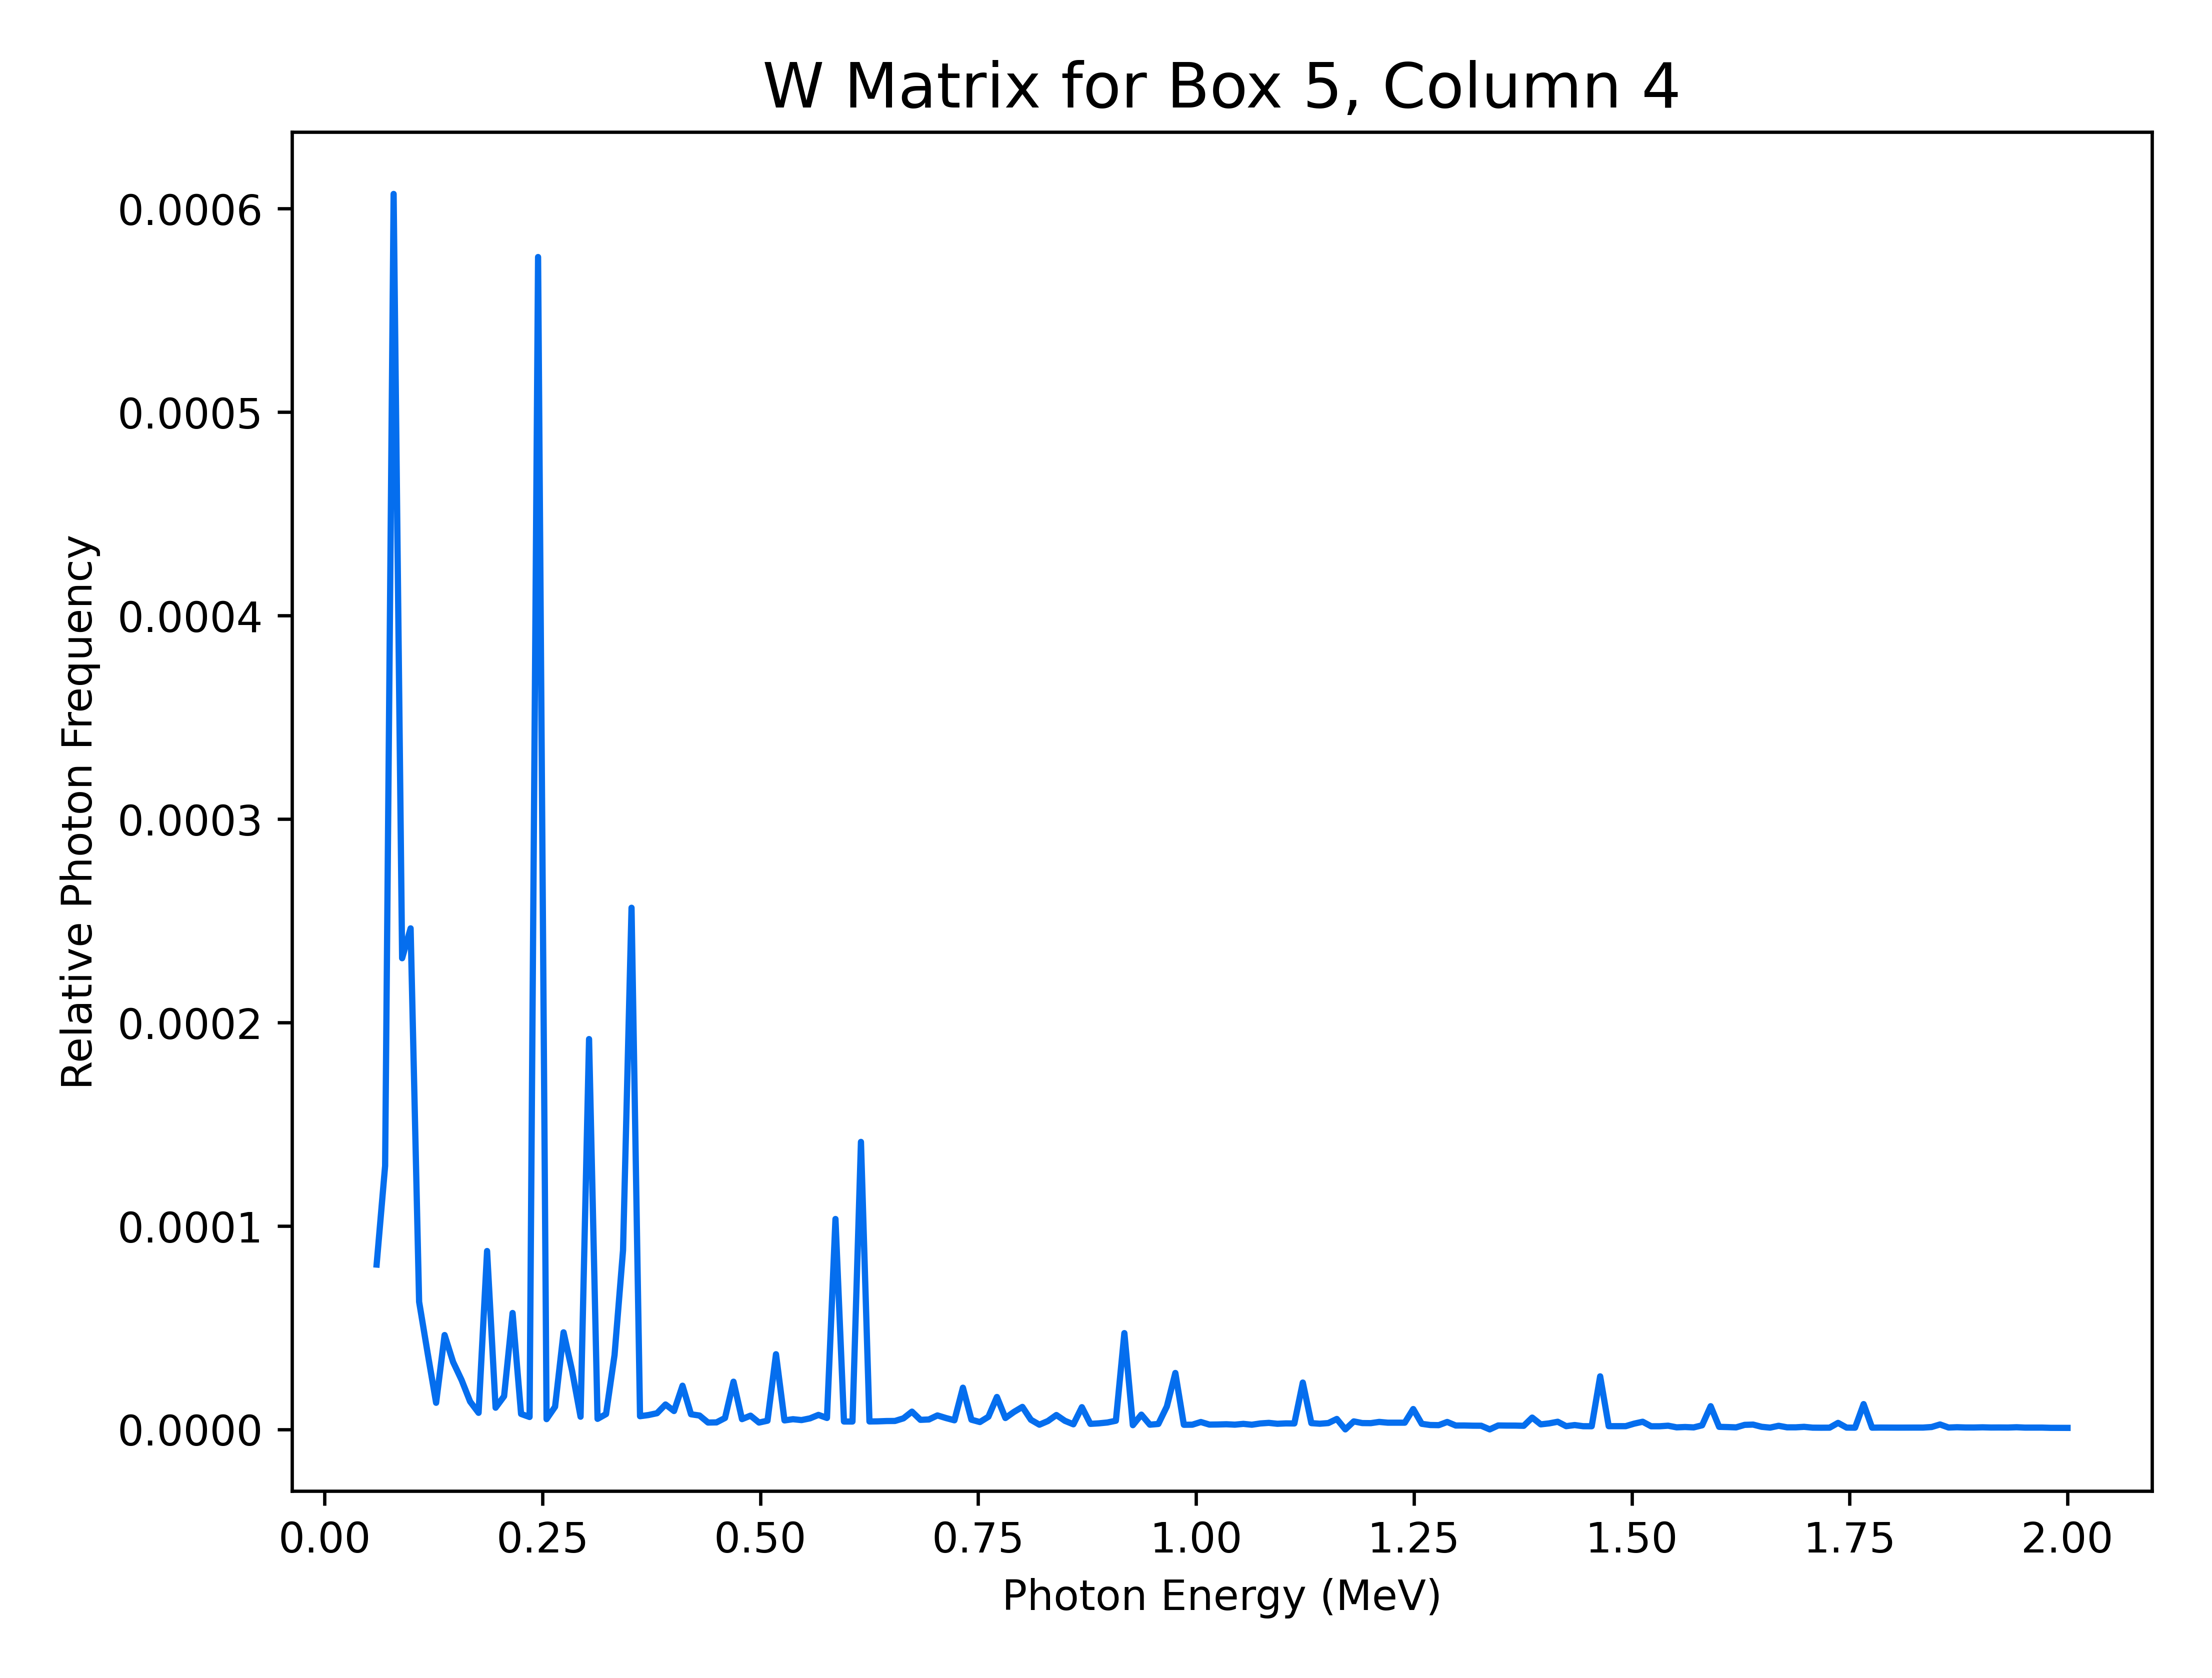 W Matrix for Box 5, Column 4
Relative Photon Frequency
0.0006
0.0005
0.0004
0.0003
0.0002
0.0001
0.0000
0.00 0.25 0.50 0.75 1.00 1.25 1.50 1.75 2.00
Photon Energy (MeV)